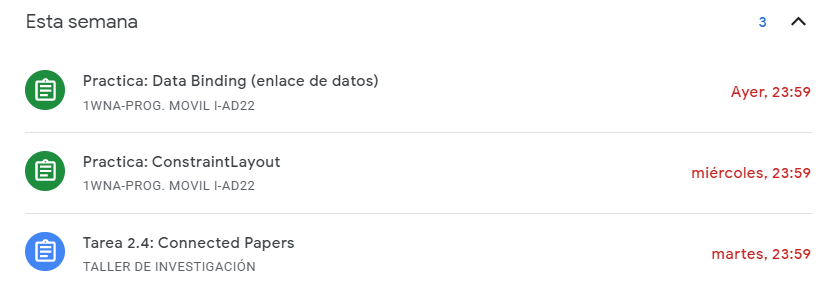 Esta semana
3
Practica: Data Binding (enlace de datos)
1WNA-PROG. MOVIL I-AD22
Ayer, 23:59
Practica: ConstraintLayout
1WNA-PROG. MOVIL I-AD22
miércoles, 23:59
Tarea 2.4: Connected Papers
TALLER DE INVESTIGACIÓN
martes, 23:59